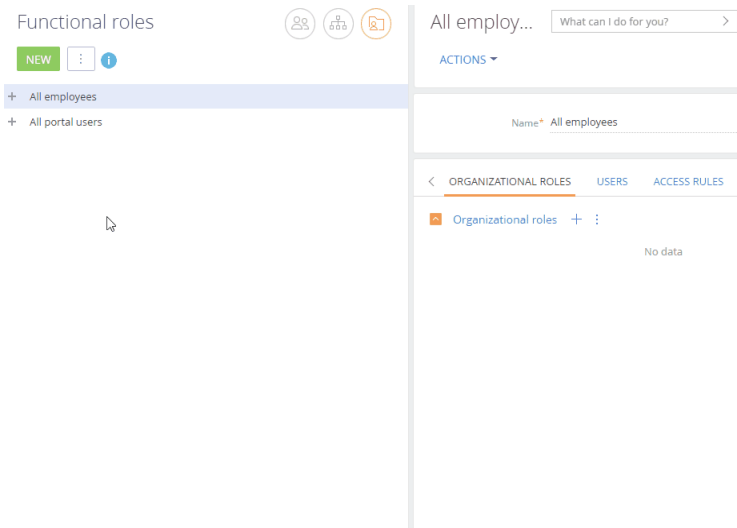 Functional roles
NEW
All employees
All portal users
All employ...
What can I do for you?
ACTIONS
Name* All employees
ORGANIZATIONAL ROLES USERS ACCESS RULES
Organizational roles
No data